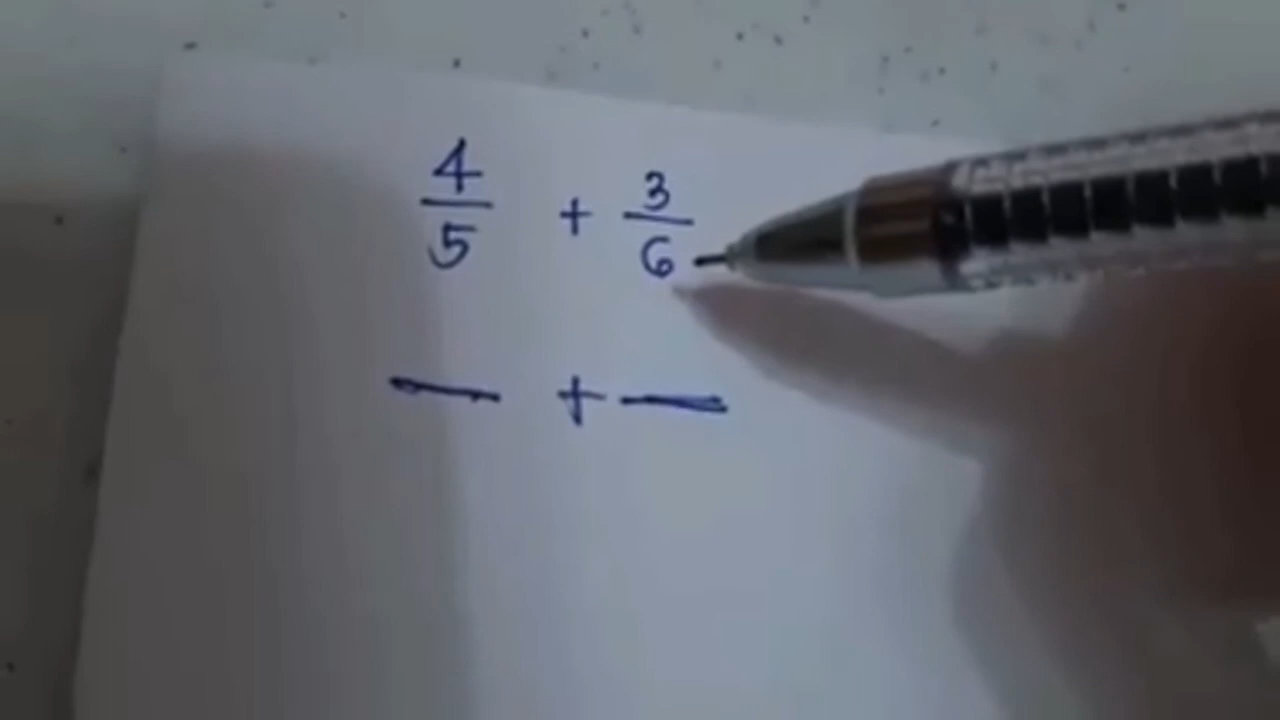 4/5 + 3/6
— + —